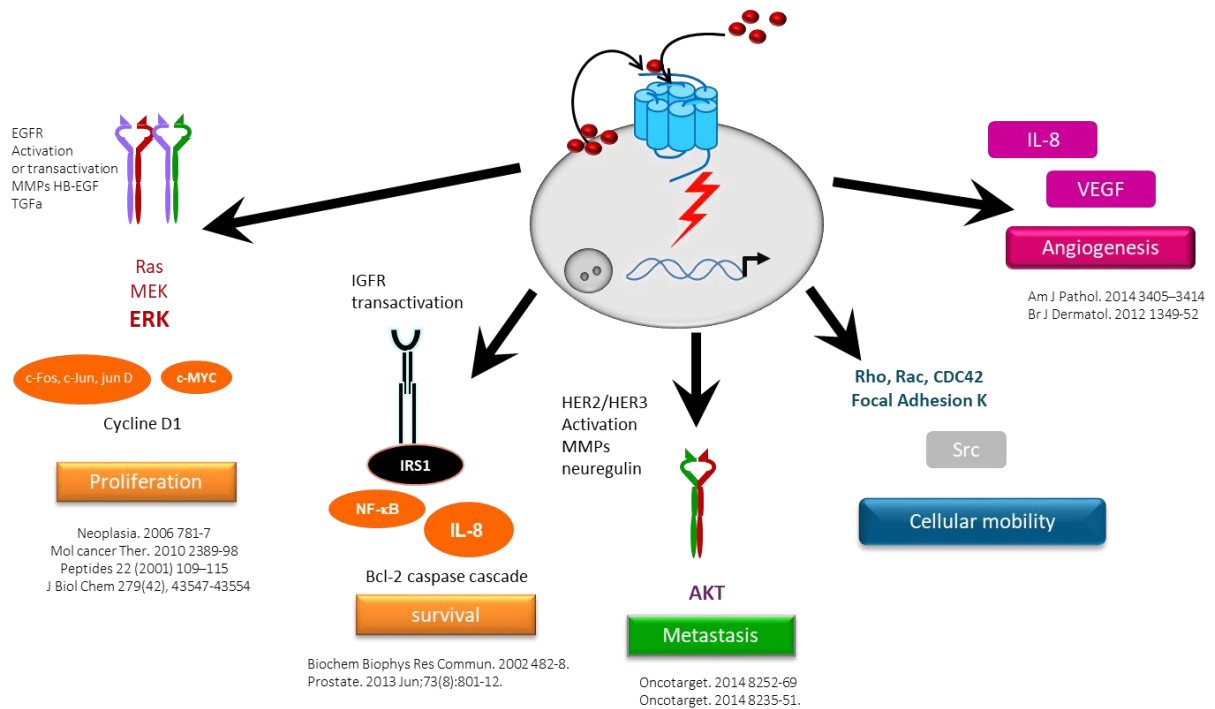 EGFR
Activation
or transactivation
MMPs HB-EGF
TGFa
Ras
MEK
ERK
c-Fos, c-Jun, jun D
c-MYC
Cycline D1
Proliferation
Neoplasia. 2006 781-7
Mol cancer Ther. 2010 2389-98
Peptides 22 (2001) 109–115
J Biol Chem 279(42), 43547-43554
IGFR
transactivation
IRS1
NF-κB
IL-8
Bcl-2 caspase cascade
survival
Biochem Biophys Res Commun. 2002 482-8.
Prostate. 2013 Jun;73(8):801-12.
HER2/HER3
Activation
MMPs
neuregulin
AKT
Metastasis
Oncotarget. 2014 8252-69
Oncotarget. 2014 8235-51.
Rho, Rac, CDC42
Focal Adhesion K
Src
Cellular mobility
IL-8
VEGF
Angiogenesis
Am J Pathol. 2014 3405–3414
Br J Dermatol. 2012 1349-52